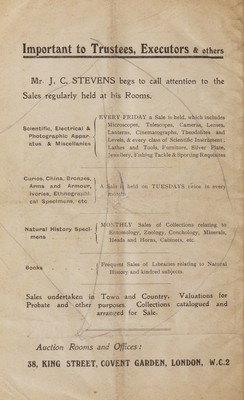 Important to Trustees, Executors & others
Mr. J. C. STEVENS begs to call attention to the
Sales regularly held at his Rooms.
Scientific, Electrical &
Photographic Appar-
atus & Miscellanies
EVERY FRIDAY a Sale is held, which includes
Microscopes, Telescopes, Cameras, Lenses,
Lanterns, Cinematographs, Theodolites and
Levels, & every class of Scientific Instrument;
Lathes and Tools, Furniture, Silver Plate,
Jewellery, Fishing Tackle & Sporting Requisites
Curios, China, Bronzes,
Arms and Armour,
Ivories, Ethnographi-
cal Specimens, etc.
A Sale is held on TUESDAYS twice in every
month.
Natural History Speci-
mens
MONTHLY Sales of Collections relating to
Entomology, Zoology, Conchology, Minerals,
Heads and Horns, Cabinets, etc.
Books
Frequent Sales of Libraries relating to Natural
History and kindred subjects.
Sales undertaken in Town and Country. Valuations for
Probate and other purposes. Collections catalogued and
arranged for Sale.
Auction Rooms and Offices:
38, KING STREET, COVENT GARDEN, LONDON, W.C.2